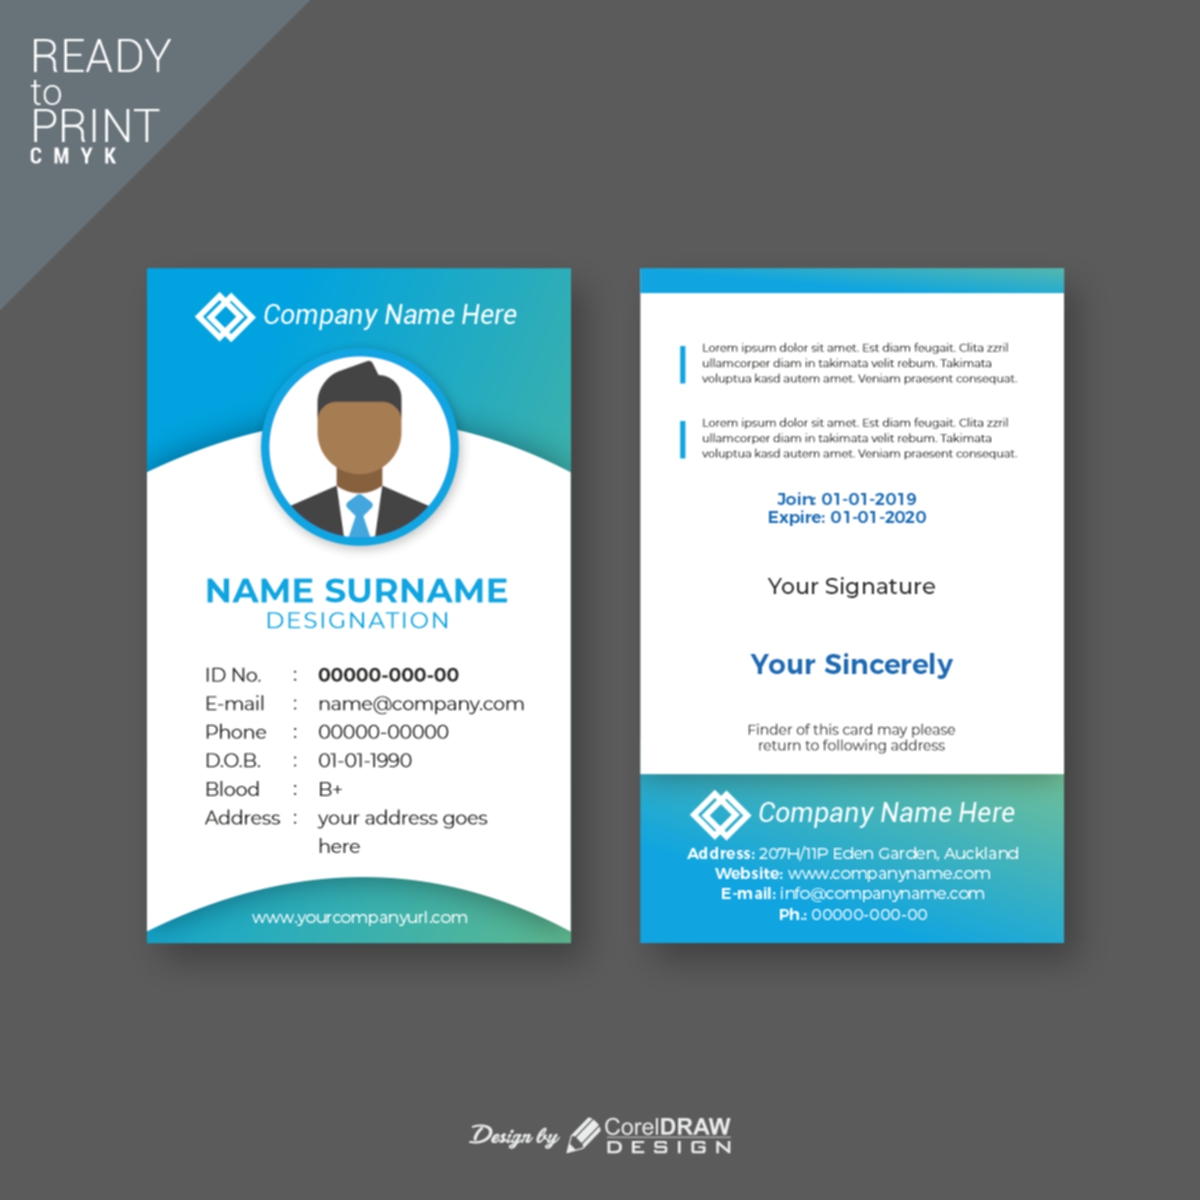 READY
to
PRINT
CMYK
Company Name Here
NAME SURNAME
DESIGNATION
ID No. : 00000-000-00
E-mail : name@company.com
Phone : 00000-00000
D.O.B. : 01-01-1990
Blood : B+
Address : your address goes
here
www.yourcompanyurl.com
Lorem ipsum dolor sit amet. Est diam feugait. Clita zzril
ullamcorper diam in takimata velit rebum. Takimata
voluptua kasd autem amet. Veniam praesent consequat.
Lorem ipsum dolor sit amet. Est diam feugait. Clita zzril
ullamcorper diam in takimata velit rebum. Takimata
voluptua kasd autem amet. Veniam praesent consequat.
Join: 01-01-2019
Expire: 01-01-2020
Your Signature
Your Sincerely
Finder of this card may please
return to following address
Company Name Here
Address: 207H/11P Eden Garden, Auckland
Website: www.companyname.com
E-mail: info@companyname.com
Ph.: 00000-000-00
Design by CorelDRAW
DESIGN